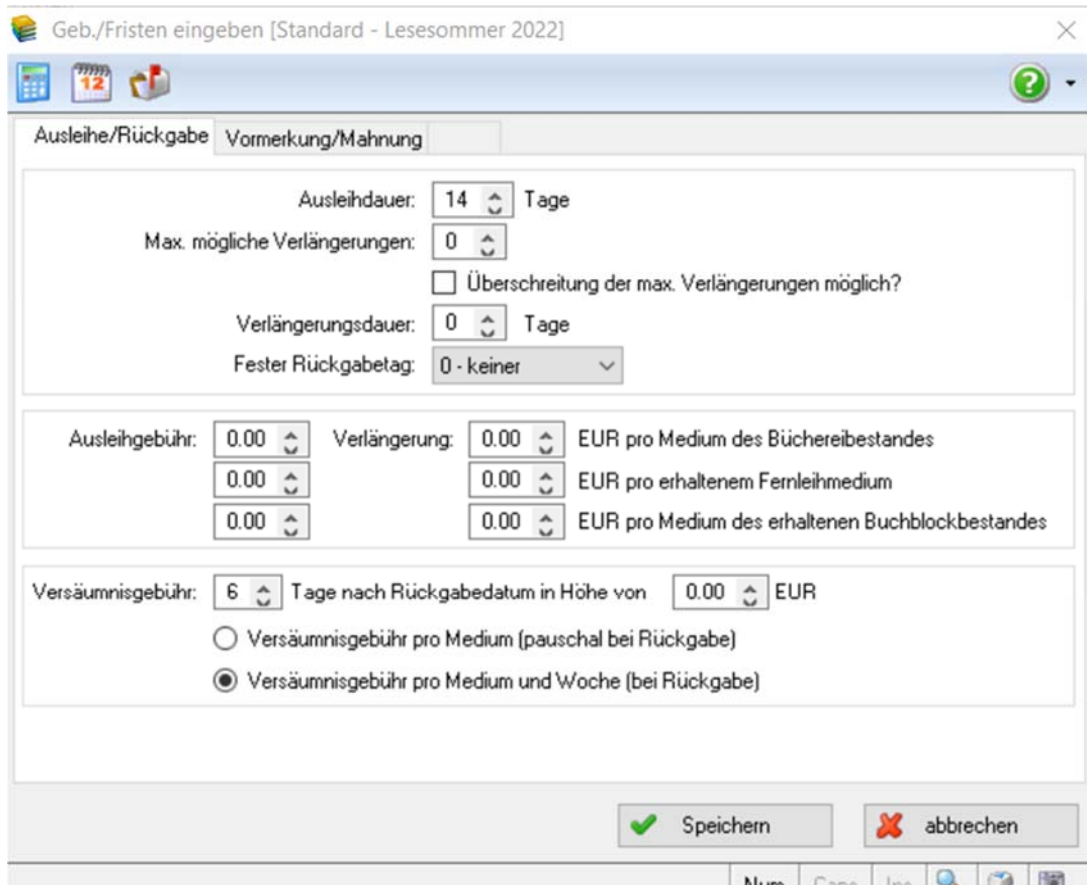 Geb./Fristen eingeben [Standard - Lesesommer 2022]
12
?
Ausleihe/Rückgabe Vormerkung/Mahnung
Ausleihdauer: 14 Tage
Max. mögliche Verlängerungen: 0
Überschreitung der max. Verlängerungen möglich?
Verlängerungsdauer: 0 Tage
Fester Rückgabetag: 0 - keiner
Ausleihgebühr: 0.00 Verlängerung: 0.00 EUR pro Medium des Büchereibestandes
0.00 0.00 EUR pro erhaltenem Fernleihmedium
0.00 0.00 EUR pro Medium des erhaltenen Buchblockbestandes
Versäumnisgebühr: 6 Tage nach Rückgabedatum in Höhe von 0.00 EUR
Versäumnisgebühr pro Medium (pauschal bei Rückgabe)
Versäumnisgebühr pro Medium und Woche (bei Rückgabe)
Speichern abbrechen
Num Caps Ins